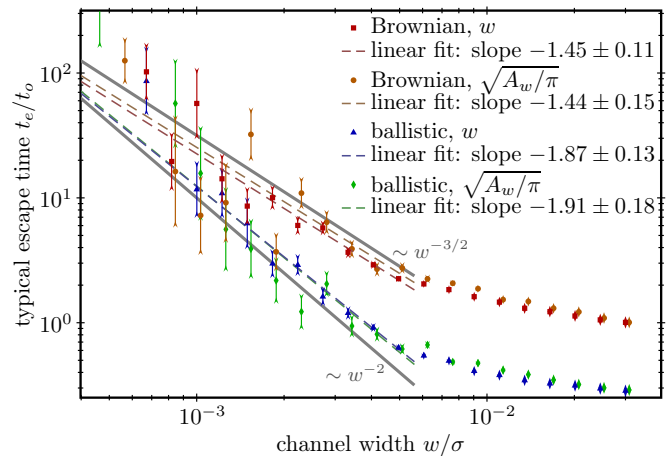 Brownian, w
linear fit: slope −1.45 ± 0.11
Brownian, √A_w/π
linear fit: slope −1.44 ± 0.15
ballistic, w
linear fit: slope −1.87 ± 0.13
ballistic, √A_w/π
linear fit: slope −1.91 ± 0.18
typical escape time t_e/t_o
10^2
10^1
10^0
∼ w^{−3/2}
∼ w^{−2}
10^{−3}
10^{−2}
channel width w/σ